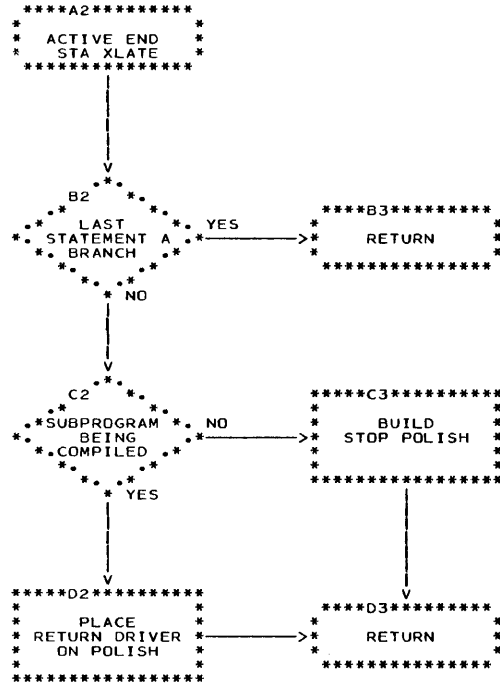 A2
ACTIVE END
STA XLATE
B2
LAST
STATEMENT A
BRANCH
YES
B3
RETURN
NO
C2
SUBPROGRAM
BEING
COMPILED
NO
C3
BUILD
STOP POLISH
YES
D2
PLACE
RETURN DRIVER
ON POLISH
D3
RETURN